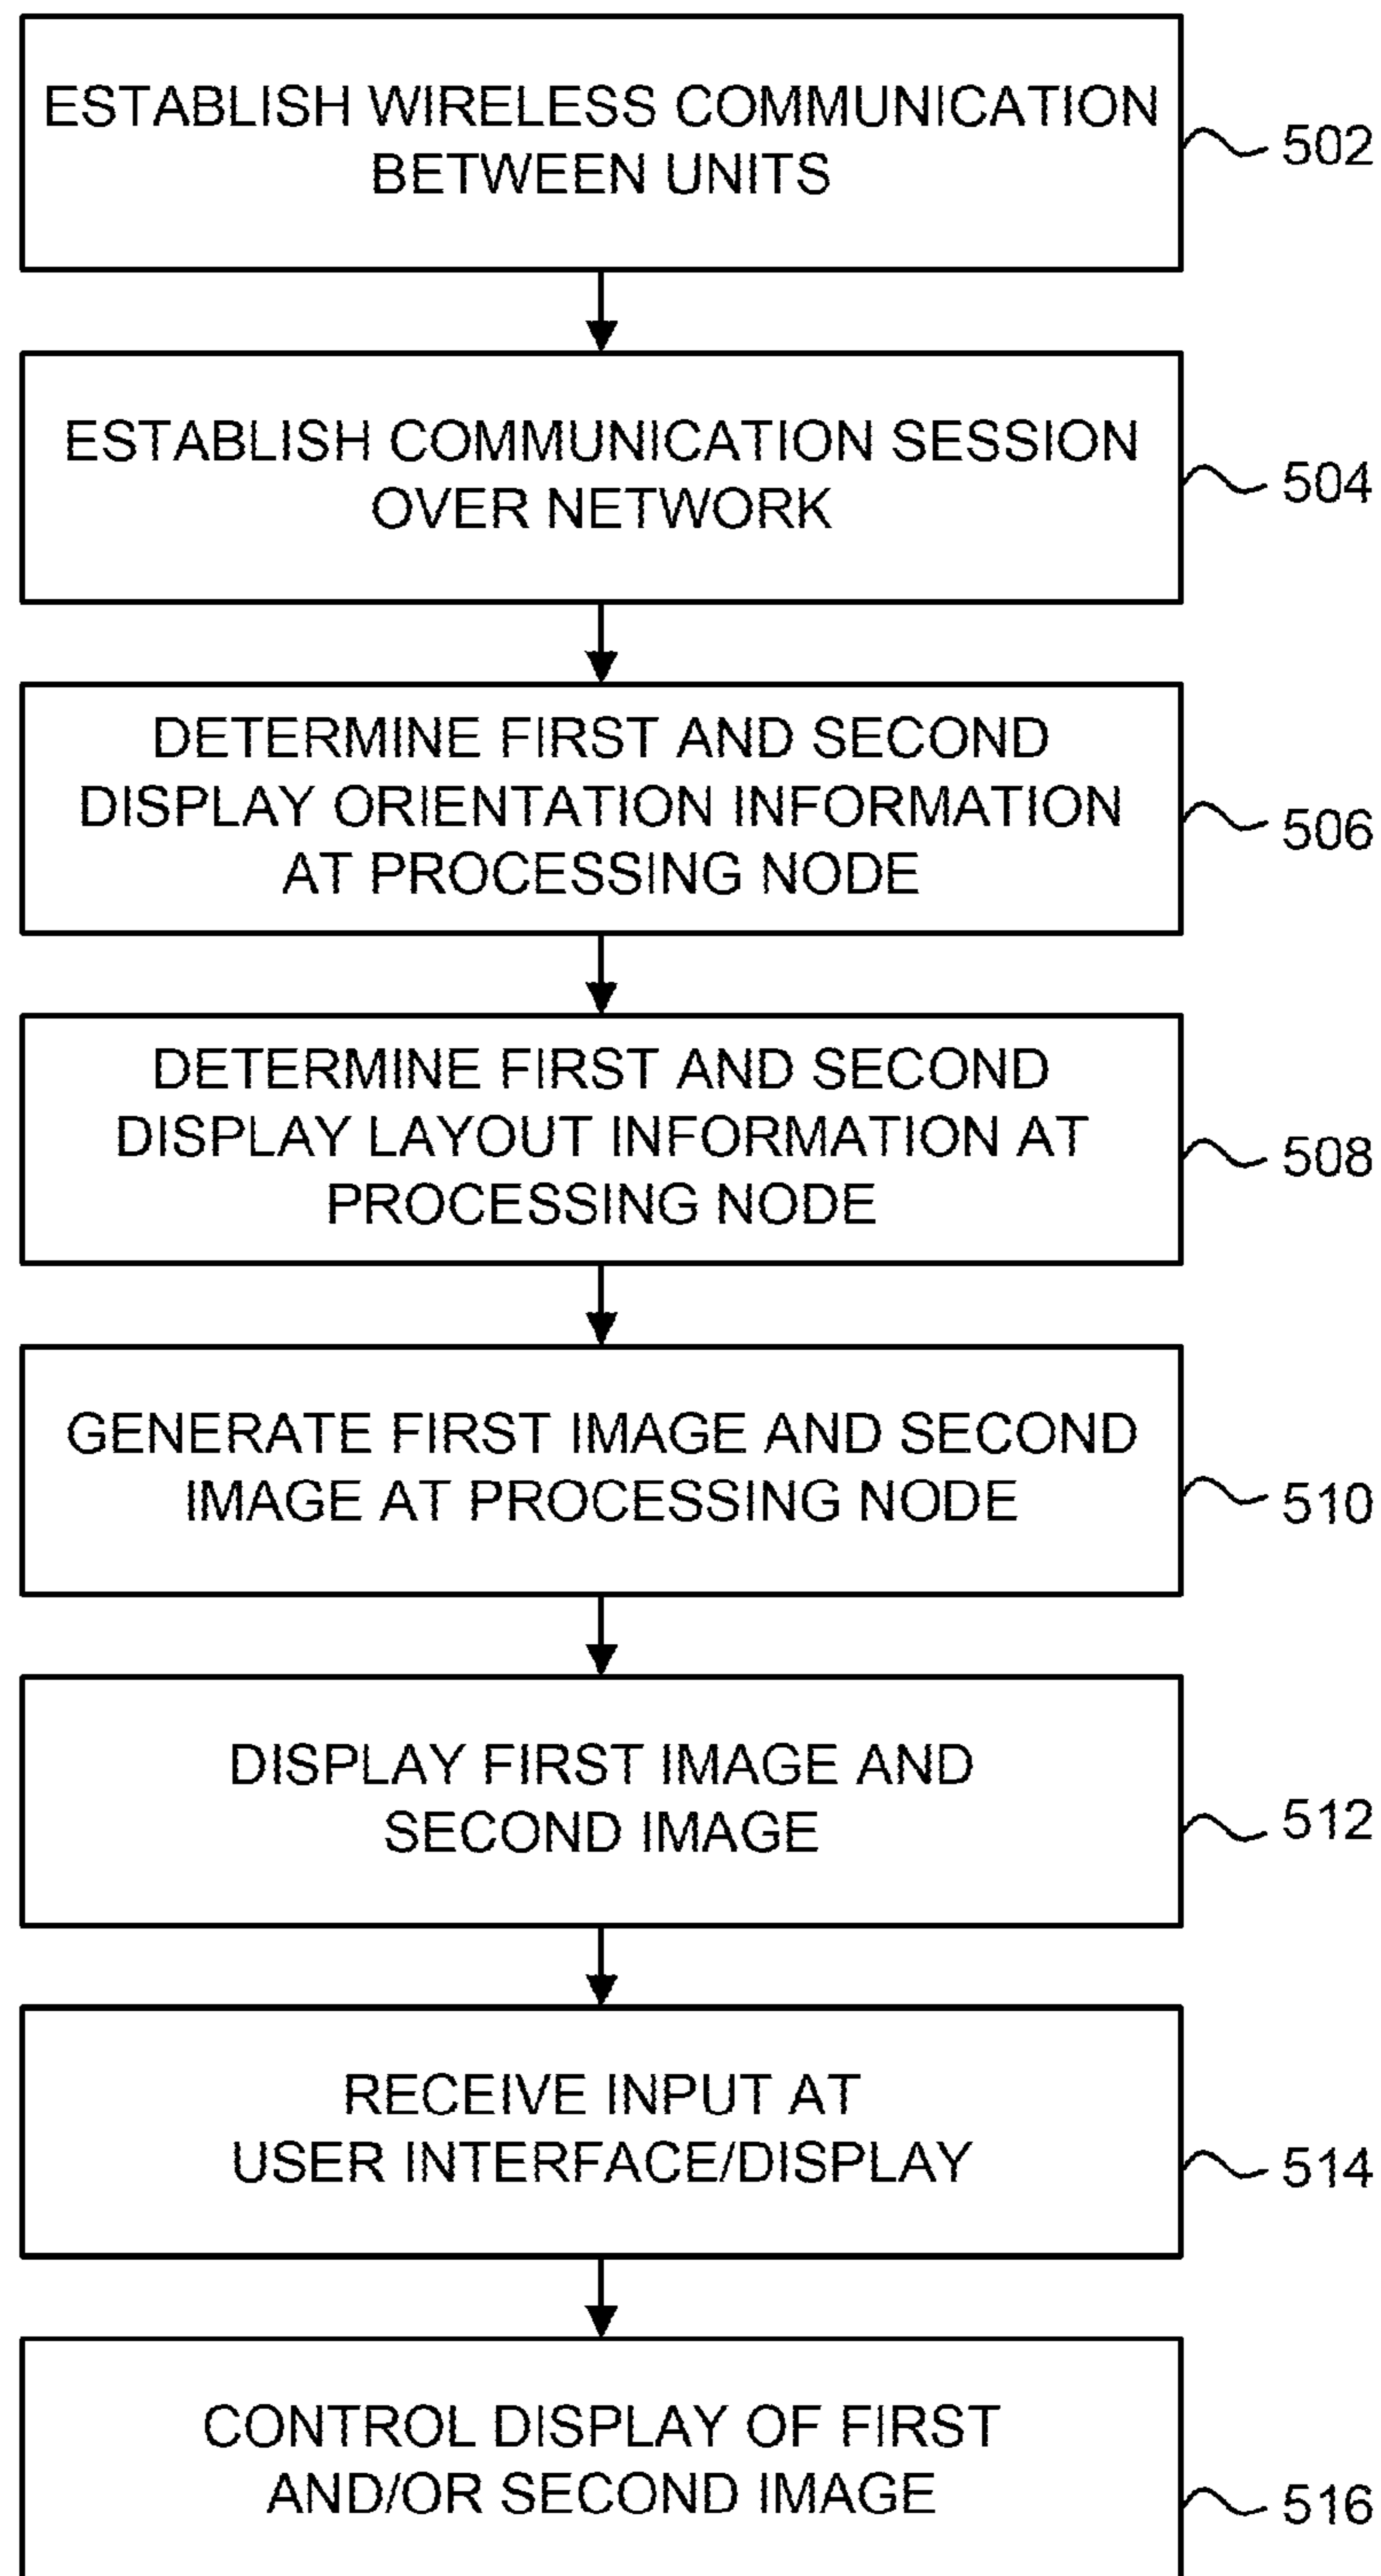 ESTABLISH WIRELESS COMMUNICATION
BETWEEN UNITS
502
ESTABLISH COMMUNICATION SESSION
OVER NETWORK
504
DETERMINE FIRST AND SECOND
DISPLAY ORIENTATION INFORMATION
AT PROCESSING NODE
506
DETERMINE FIRST AND SECOND
DISPLAY LAYOUT INFORMATION AT
PROCESSING NODE
508
GENERATE FIRST IMAGE AND SECOND
IMAGE AT PROCESSING NODE
510
DISPLAY FIRST IMAGE AND
SECOND IMAGE
512
RECEIVE INPUT AT
USER INTERFACE/DISPLAY
514
CONTROL DISPLAY OF FIRST
AND/OR SECOND IMAGE
516